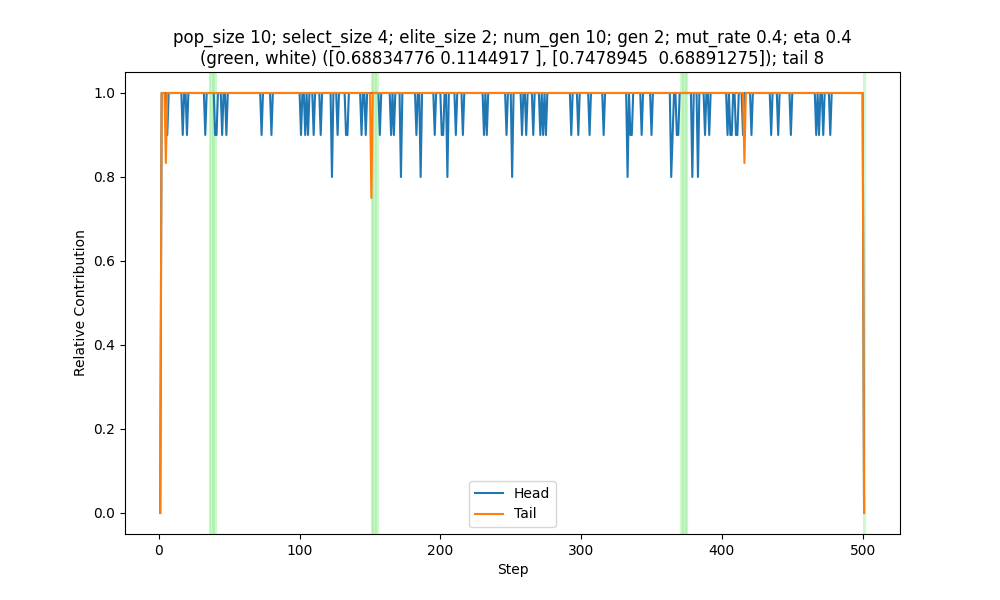 pop_size 10; select_size 4; elite_size 2; num_gen 10; gen 2; mut_rate 0.4; eta 0.4
(green, white) ([0.68834776 0.1144917 ], [0.7478945  0.68891275]); tail 8
Relative Contribution
1.0
0.8
0.6
0.4
0.2
0.0
Head
Tail
0
100
200
300
400
500
Step